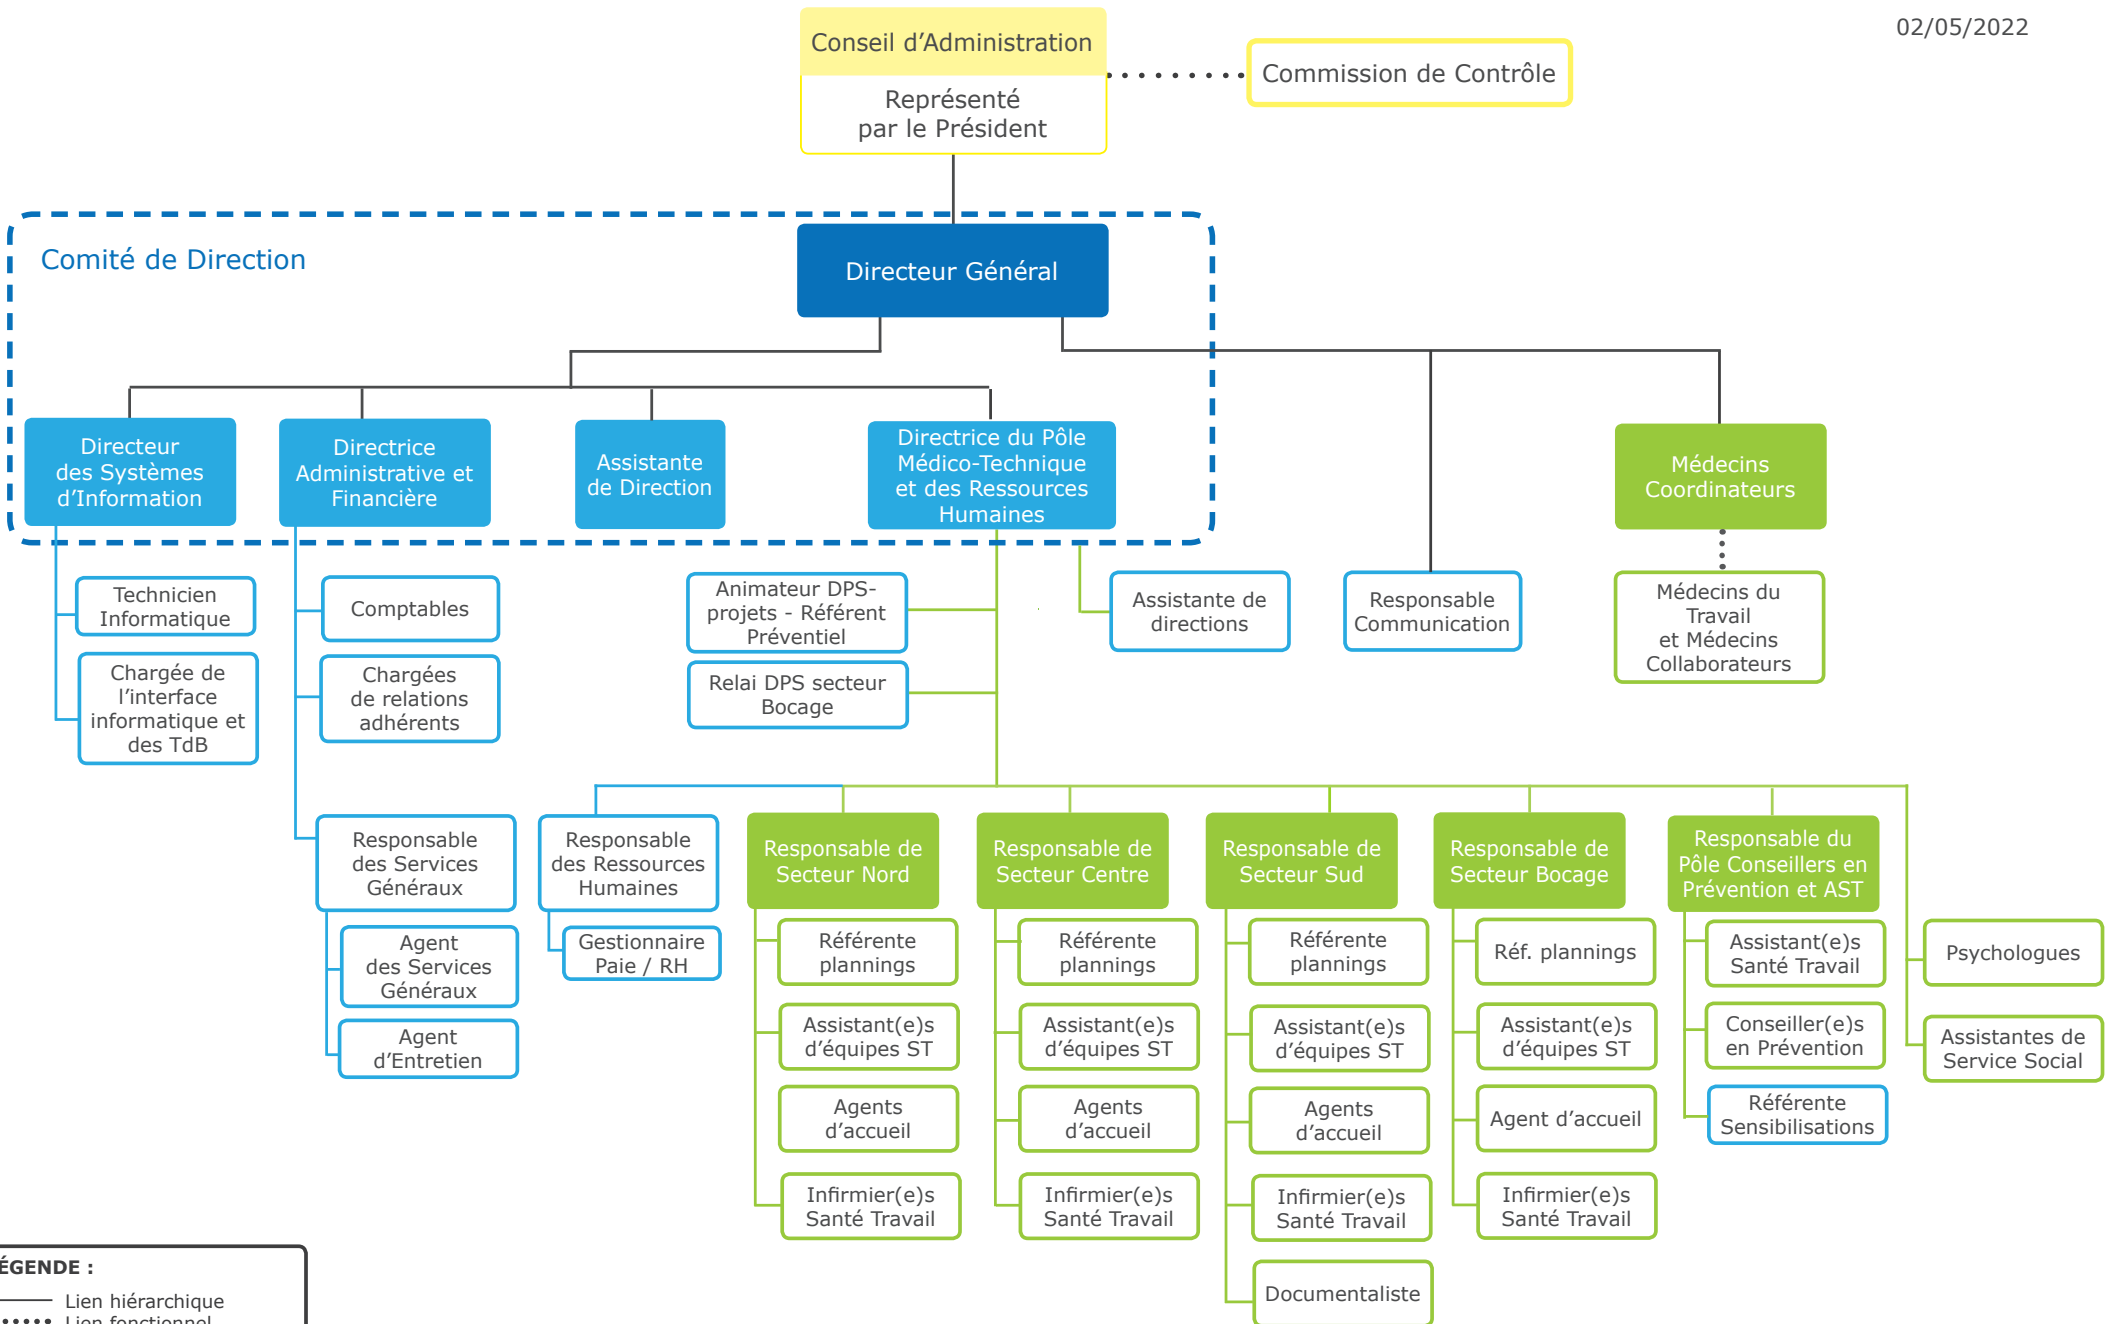 02/05/2022
Conseil d’Administration
Représenté
par le Président
Commission de Contrôle
Comité de Direction
Directeur Général
Directeur
des Systèmes
d’Information
Directrice
Administrative et
Financière
Assistante
de Direction
Directrice du Pôle
Médico-Technique
et des Ressources
Humaines
Médecins
Coordinateurs
Technicien
Informatique
Chargée de
l’interface
informatique et
des TdB
Comptables
Chargées
de relations
adhérents
Animateur DPS-
projets - Référent
Préventiel
Relai DPS secteur
Bocage
Assistante de
directions
Responsable
Communication
Médecins du
Travail
et Médecins
Collaborateurs
Responsable
des Services
Généraux
Agent
des Services
Généraux
Agent
d’Entretien
Responsable
des Ressources
Humaines
Gestionnaire
Paie / RH
Responsable de
Secteur Nord
Référente
plannings
Assistant(e)s
d’équipes ST
Agents
d’accueil
Infirmier(e)s
Santé Travail
Responsable de
Secteur Centre
Référente
plannings
Assistant(e)s
d’équipes ST
Agents
d’accueil
Infirmier(e)s
Santé Travail
Responsable de
Secteur Sud
Référente
plannings
Assistant(e)s
d’équipes ST
Agents
d’accueil
Infirmier(e)s
Santé Travail
Documentaliste
Responsable de
Secteur Bocage
Réf. plannings
Assistant(e)s
d’équipes ST
Agent d’accueil
Infirmier(e)s
Santé Travail
Responsable du
Pôle Conseillers en
Prévention et AST
Assistant(e)s
Santé Travail
Conseiller(e)s
en Prévention
Référente
Sensibilisations
Psychologues
Assistantes de
Service Social
ÉGENDE :
Lien hiérarchique
Lien fonctionnel